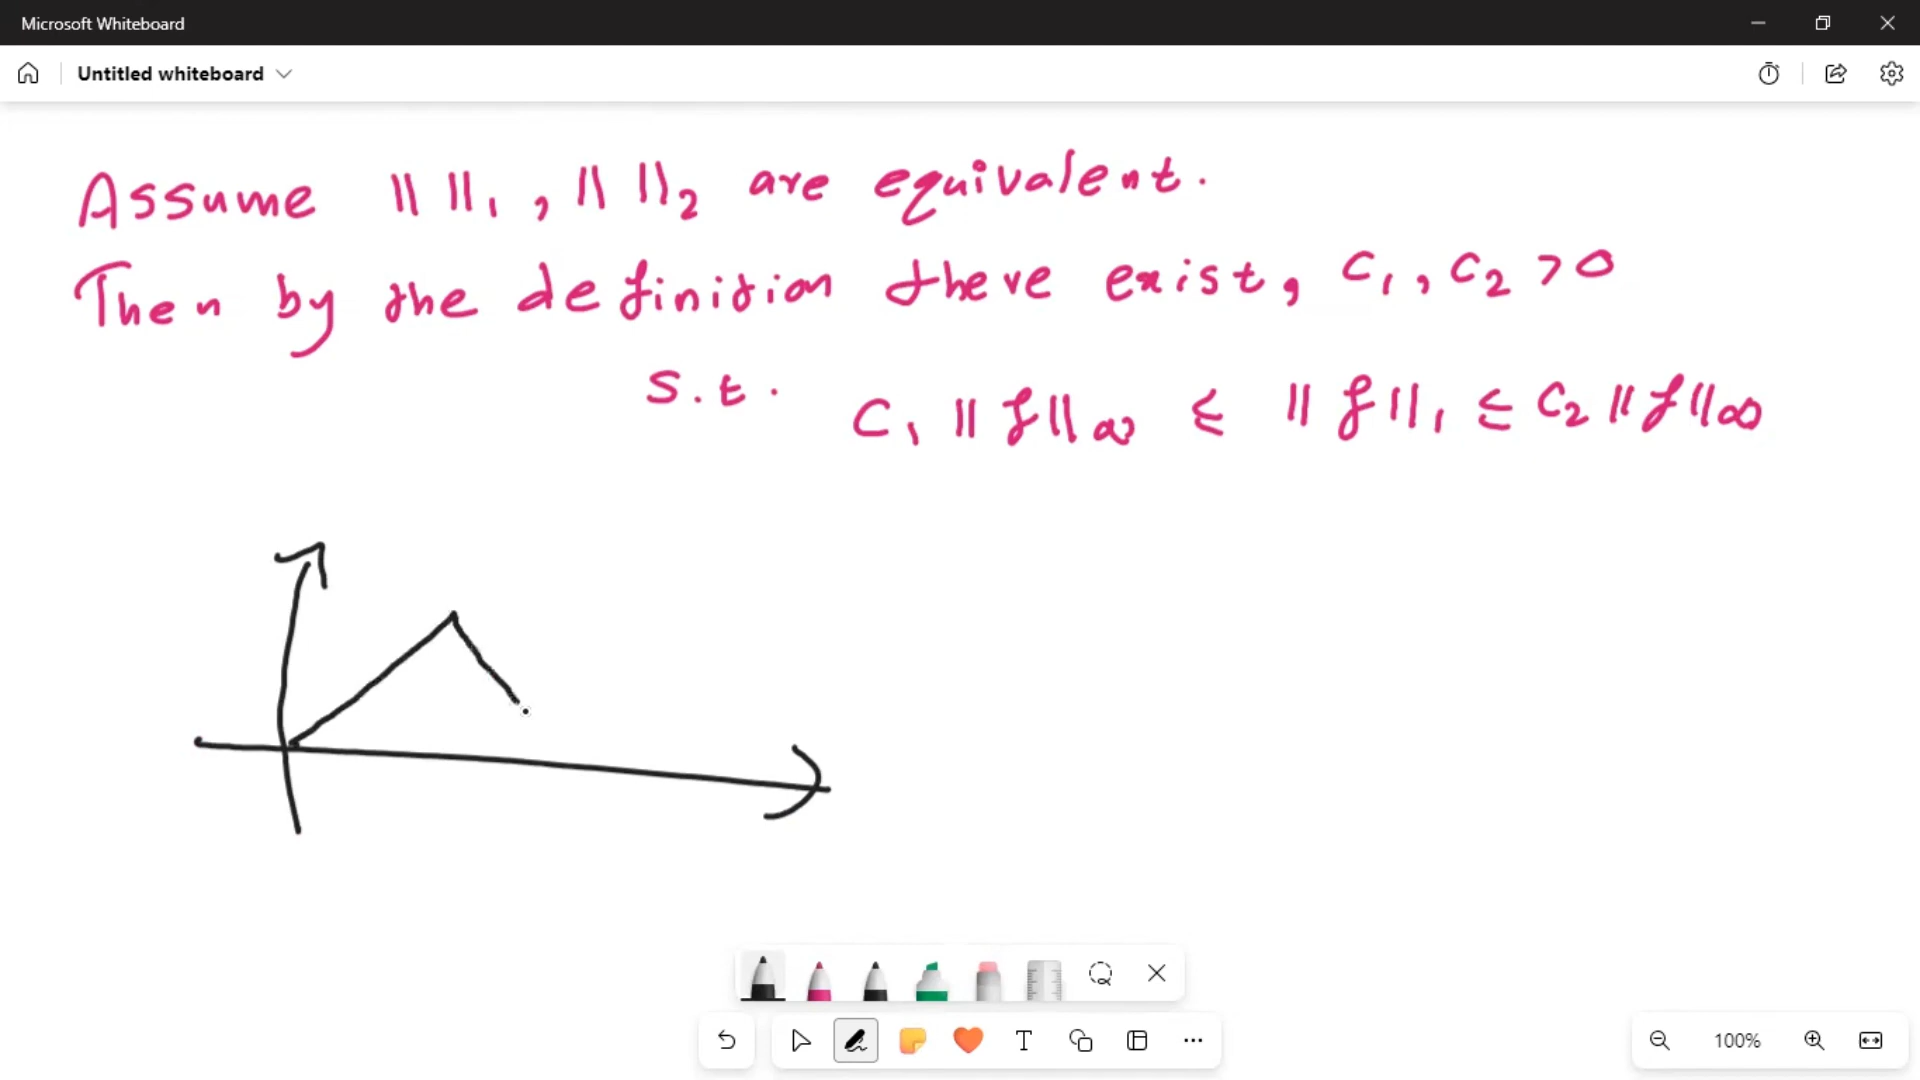 Microsoft Whiteboard
Untitled whiteboard
Assume || ||₁ , || ||₂ are equivalent.
Then by the definition there exist, C₁ , C₂ > 0
S.t. C₁ || f ||∞ ≤ || f ||₁ ≤ C₂ || f ||∞
T
100%